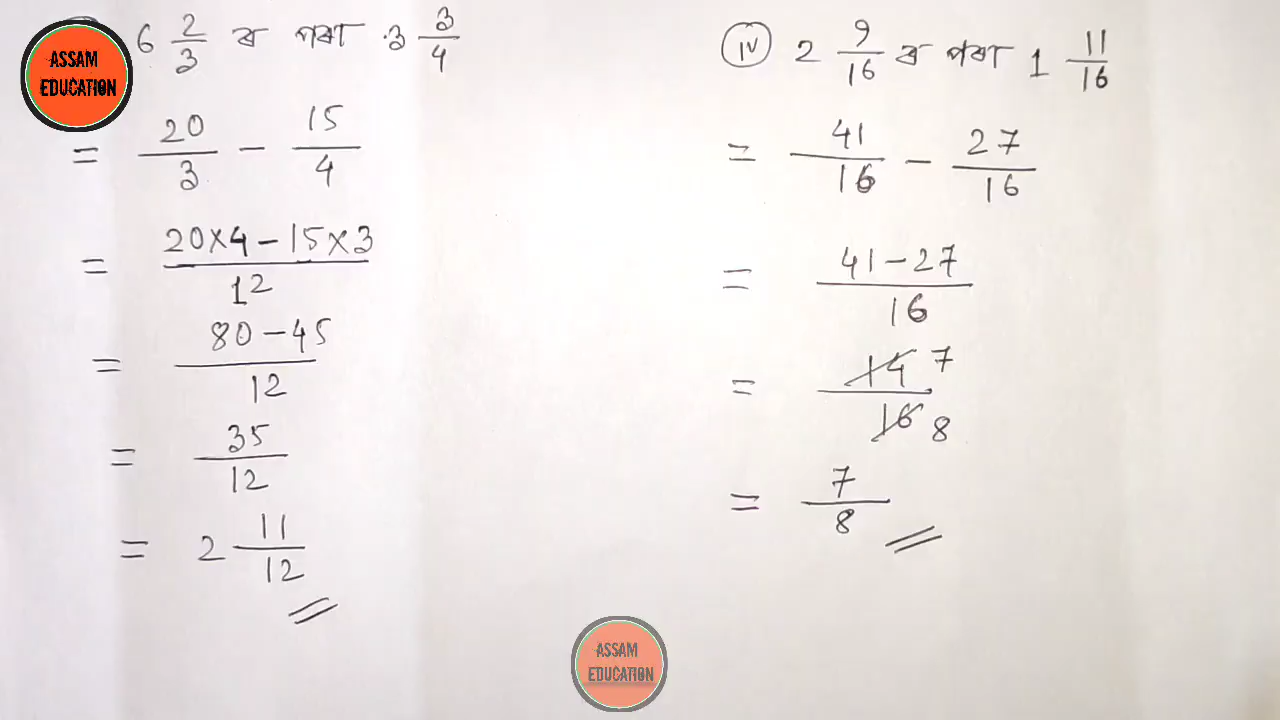 ASSAM
EDUCATION
6 2/3 ৰ পৰা 3 3/4
= 20/3 - 15/4
= 20×4-15×3/12
= 80-45/12
= 35/12
= 2 11/12
IV 2 9/16 ৰ পৰা 1 11/16
= 41/16 - 27/16
= 41-27/16
= 14 7/16 8
= 7/8
ASSAM
EDUCATION